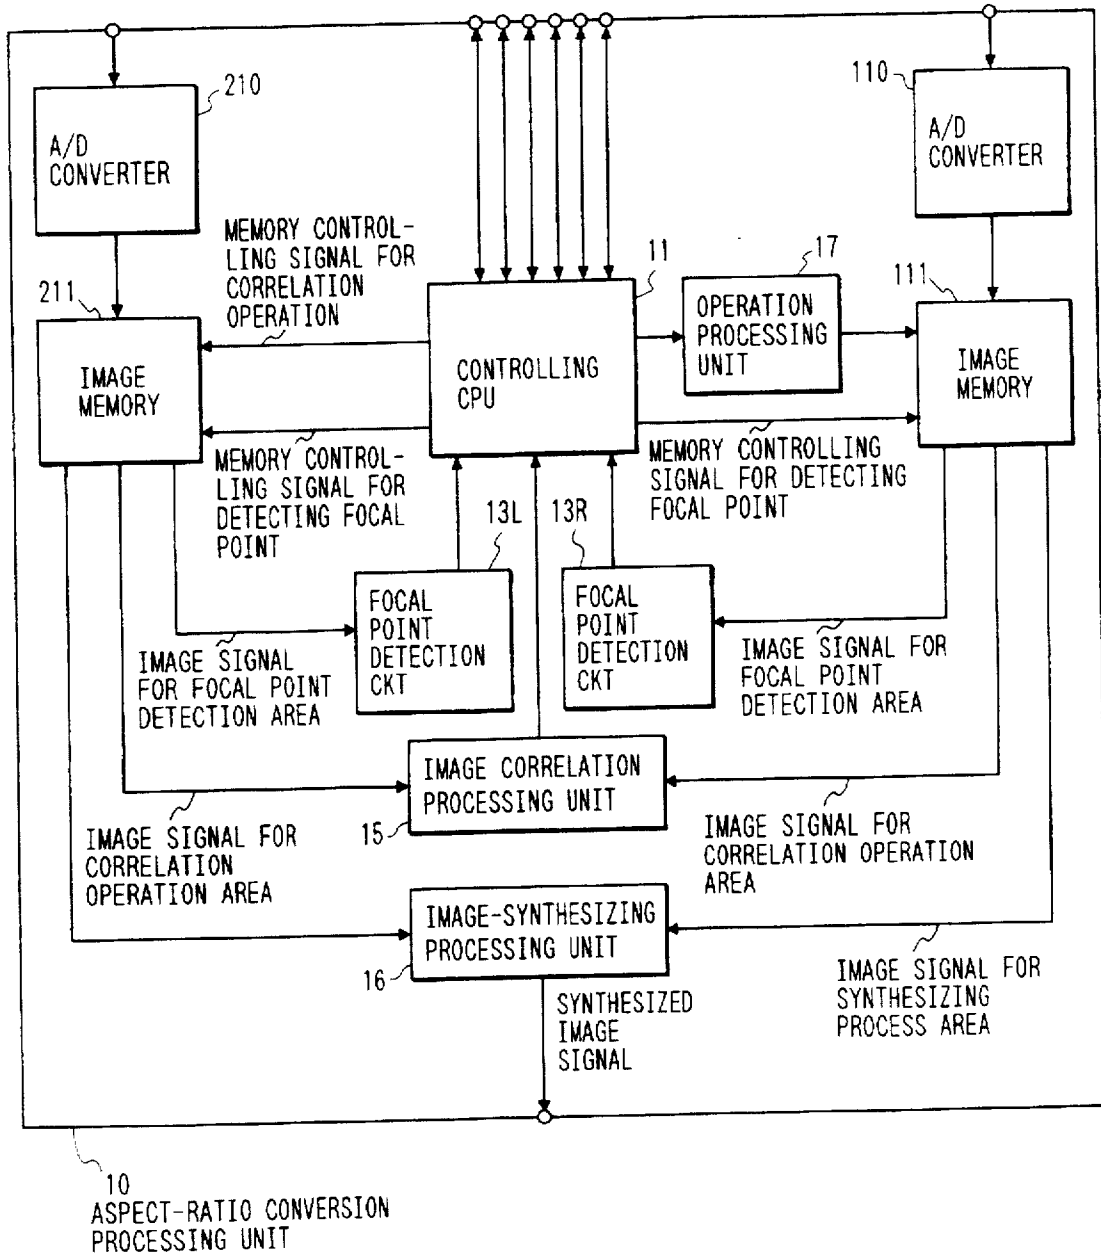 210
A/D
CONVERTER
110
A/D
CONVERTER
MEMORY CONTROL-
LING SIGNAL FOR
CORRELATION
OPERATION
211
IMAGE
MEMORY
11
CONTROLLING
CPU
17
OPERATION
PROCESSING
UNIT
111
IMAGE
MEMORY
MEMORY CONTROL-
LING SIGNAL FOR
DETECTING FOCAL
POINT
MEMORY CONTROLLING
SIGNAL FOR DETECTING
FOCAL POINT
13L
FOCAL
POINT
DETECTION
CKT
13R
FOCAL
POINT
DETECTION
CKT
IMAGE SIGNAL
FOR FOCAL POINT
DETECTION AREA
IMAGE SIGNAL FOR
FOCAL POINT
DETECTION AREA
IMAGE CORRELATION
PROCESSING UNIT
15
IMAGE SIGNAL FOR
CORRELATION
OPERATION AREA
IMAGE SIGNAL FOR
CORRELATION OPERATION
AREA
IMAGE-SYNTHESIZING
PROCESSING UNIT
16
SYNTHESIZED
IMAGE
SIGNAL
IMAGE SIGNAL FOR
SYNTHESIZING
PROCESS AREA
10
ASPECT-RATIO CONVERSION
PROCESSING UNIT